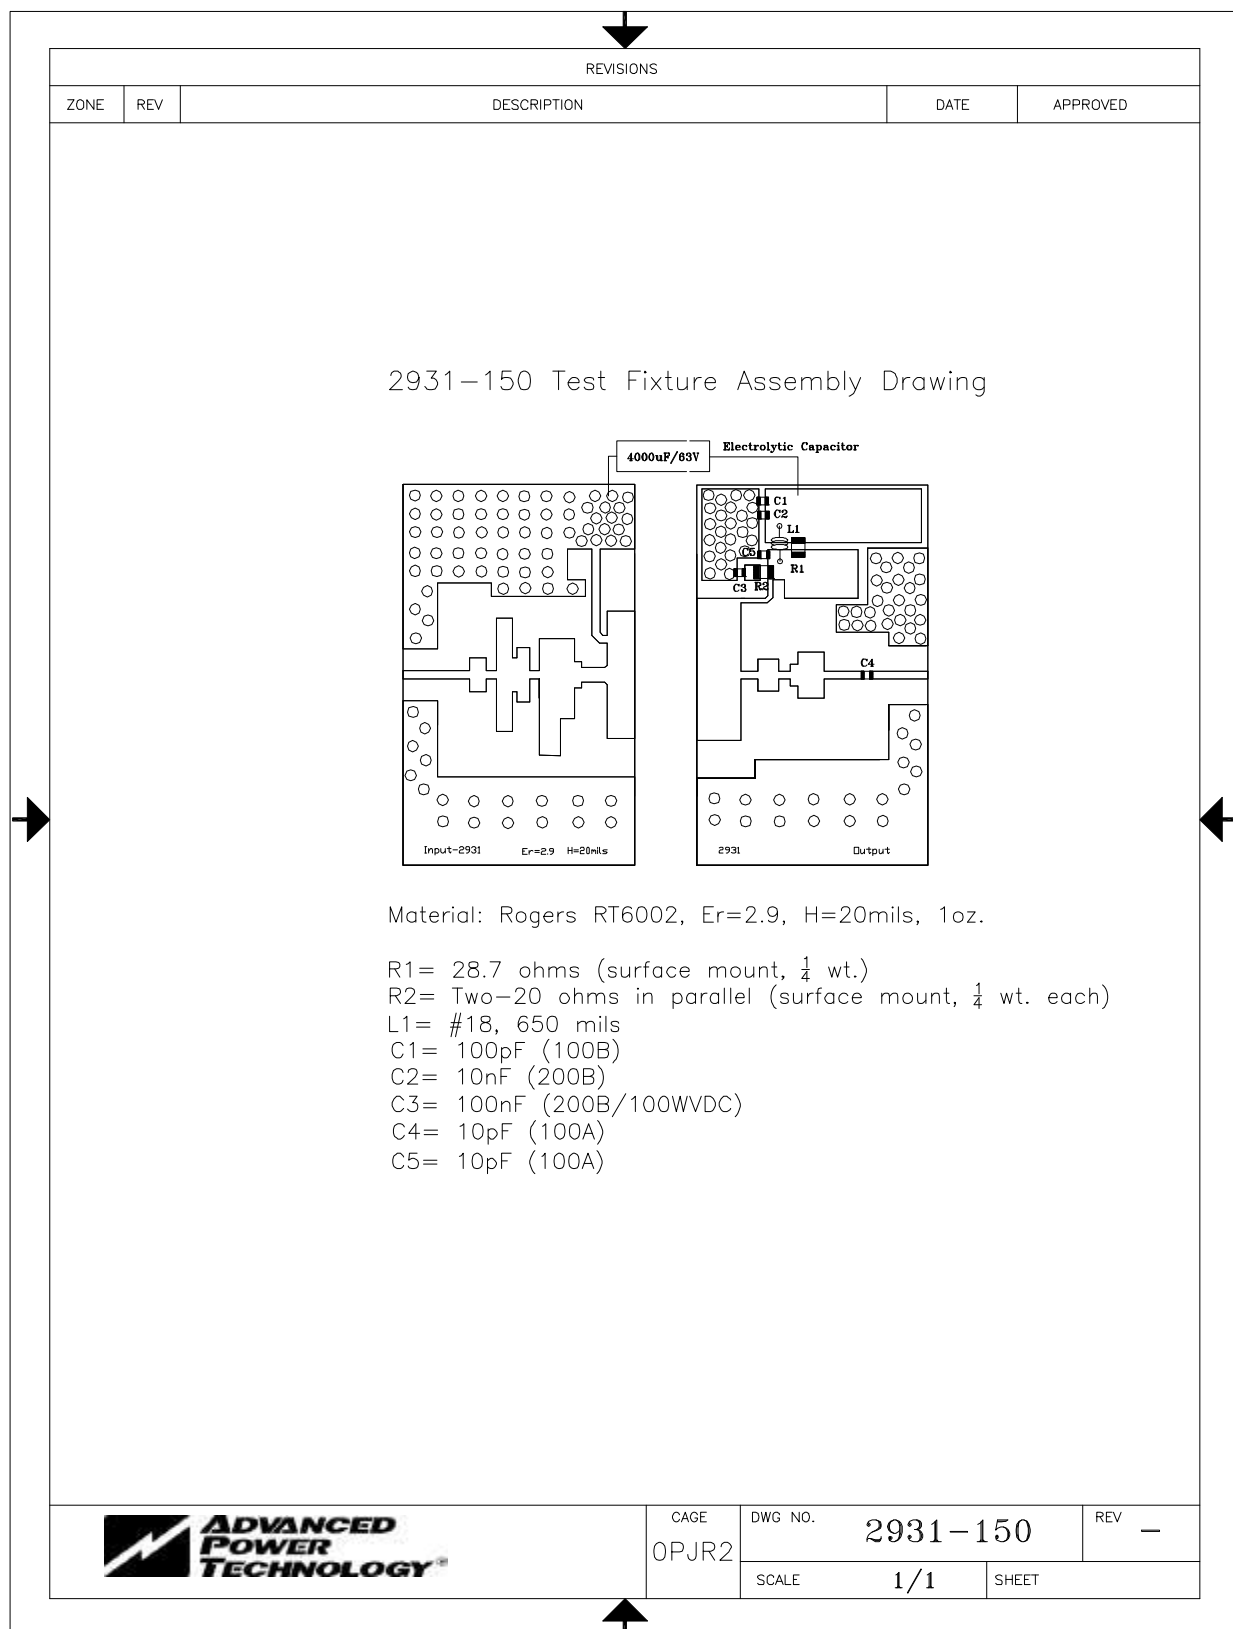 REVISIONS
ZONE REV DESCRIPTION DATE APPROVED
2931-150 Test Fixture Assembly Drawing
4000uF/63V Electrolytic Capacitor
C1
C2
L1
C5
R1
C3 R2
C4
Input-2931 Er=2.9 H=20mils
2931 Output
Material: Rogers RT6002, Er=2.9, H=20mils, 1oz.
R1= 28.7 ohms (surface mount, 1/4 wt.)
R2= Two-20 ohms in parallel (surface mount, 1/4 wt. each)
L1= #18, 650 mils
C1= 100pF (100B)
C2= 10nF (200B)
C3= 100nF (200B/100WVDC)
C4= 10pF (100A)
C5= 10pF (100A)
ADVANCED
POWER
TECHNOLOGY®
CAGE
0PJR2
DWG NO. 2931-150
REV -
SCALE 1/1 SHEET